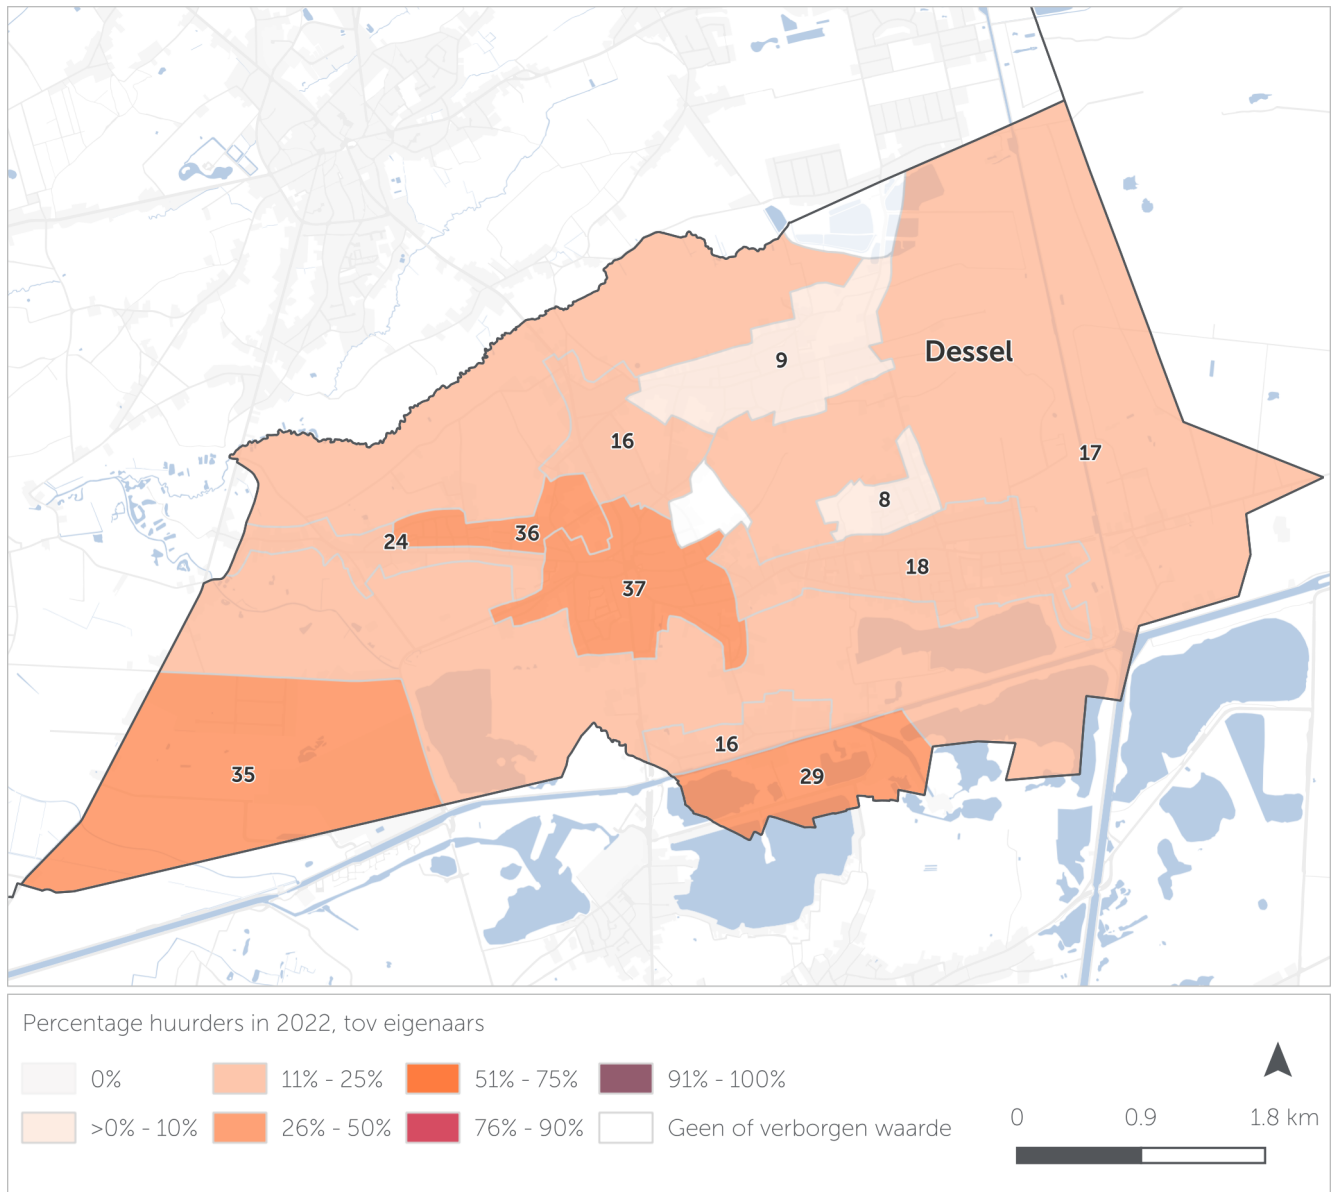 9
Dessel
16
17
8
36
24
18
37
16
35
29
Percentage huurders in 2022, tov eigenaars
0%
11% - 25%
51% - 75%
91% - 100%
>0% - 10%
26% - 50%
76% - 90%
Geen of verborgen waarde
0 0.9 1.8 km